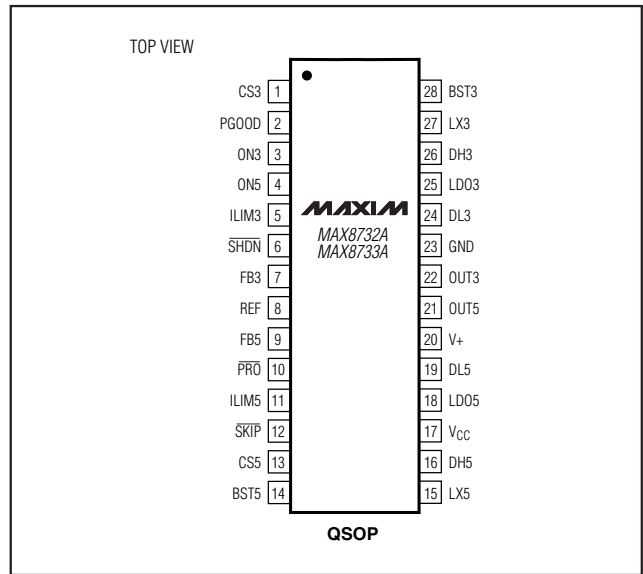 TOP VIEW
CS3 1 28 BST3
PGOOD 2 27 LX3
ON3 3 26 DH3
ON5 4 25 LDO3
ILIM3 5 24 DL3
MAXIM
MAX8732A
MAX8733A
S̅H̅D̅N̅ 6 23 GND
FB3 7 22 OUT3
REF 8 21 OUT5
FB5 9 20 V+
P̅R̅O̅ 10 19 DL5
ILIM5 11 18 LDO5
S̅K̅I̅P̅ 12 17 VCC
CS5 13 16 DH5
BST5 14 15 LX5
QSOP